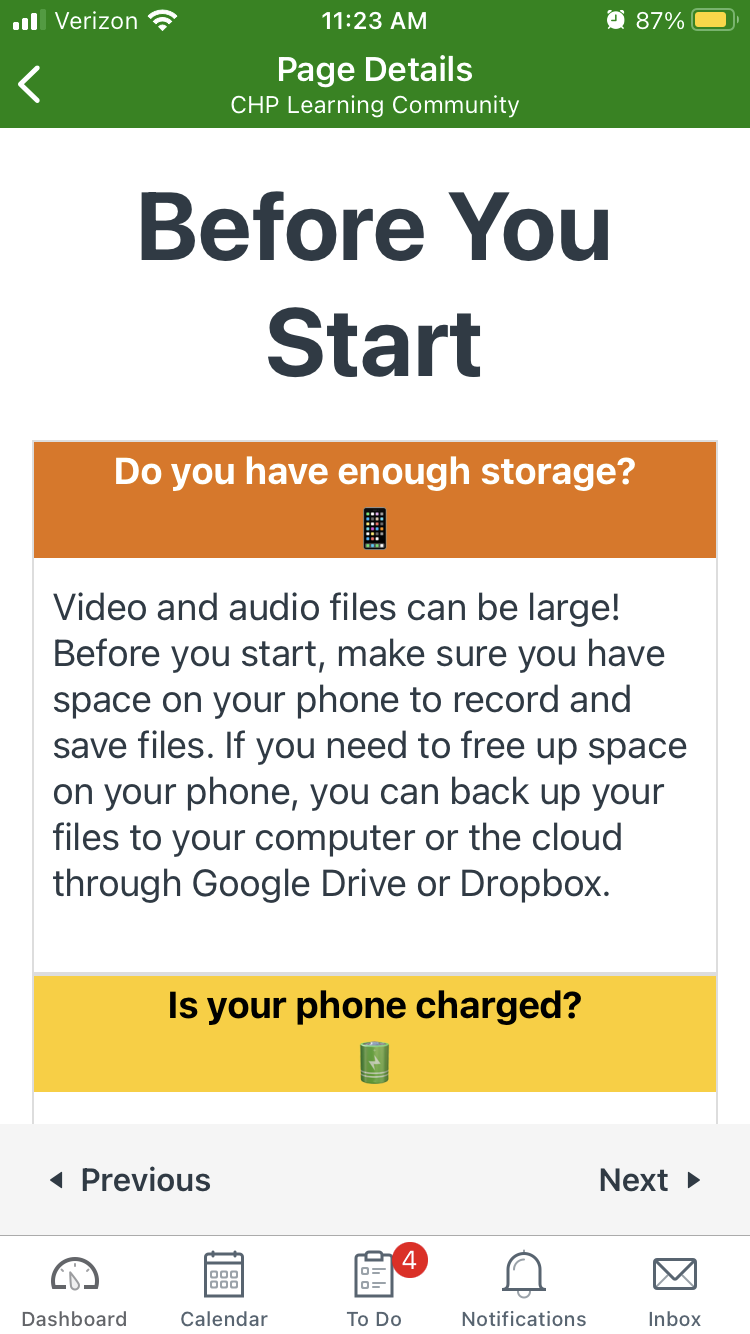 Verizon 11:23 AM 87%
Page Details
CHP Learning Community
Before You
Start
Do you have enough storage?
Video and audio files can be large!
Before you start, make sure you have
space on your phone to record and
save files. If you need to free up space
on your phone, you can back up your
files to your computer or the cloud
through Google Drive or Dropbox.
Is your phone charged?
Previous Next
4
Dashboard Calendar To Do Notifications Inbox